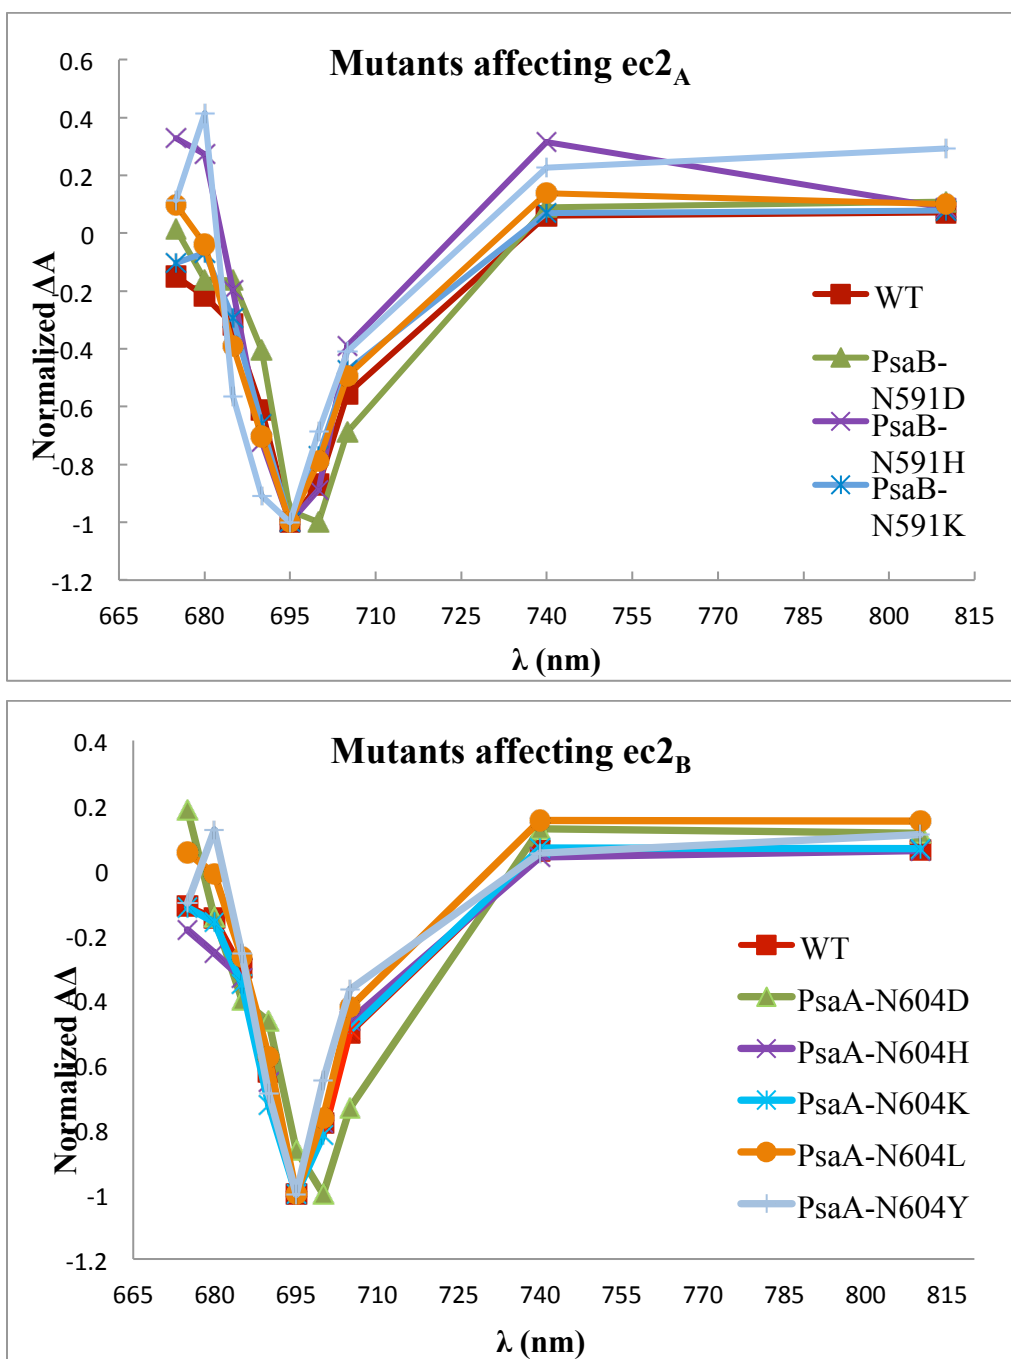 Mutants affecting ec2A
0.6
0.4
0.2
0
-0.2
-0.4
-0.6
-0.8
-1
-1.2
Normalized ΔA
665 680 695 710 725 740 755 770 785 800 815
λ (nm)
WT
PsaB-
N591D
PsaB-
N591H
PsaB-
N591K
Mutants affecting ec2B
0.4
0.2
0
-0.2
-0.4
-0.6
-0.8
-1
-1.2
Normalized AΔ
665 680 695 710 725 740 755 770 785 800 815
λ (nm)
WT
PsaA-N604D
PsaA-N604H
PsaA-N604K
PsaA-N604L
PsaA-N604Y